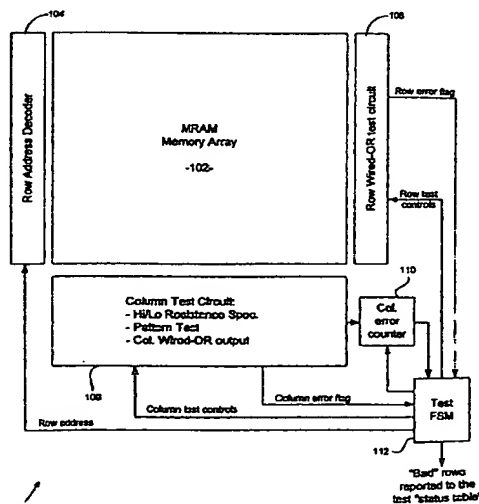 104
106
Row Address Decoder
MRAM
Memory Array
-102-
Row Wired-OR test circuit
Row error flag
Row test
controls
Column Test Circuit:
- Hi/Lo Resistance Spec.
- Pattern Test
- Col. Wired-OR output
110
Col.
error
counter
108
Column error flag
Test
FSM
Row address
Column test controls
112
"Bad" rows
reported to the
test "status table"